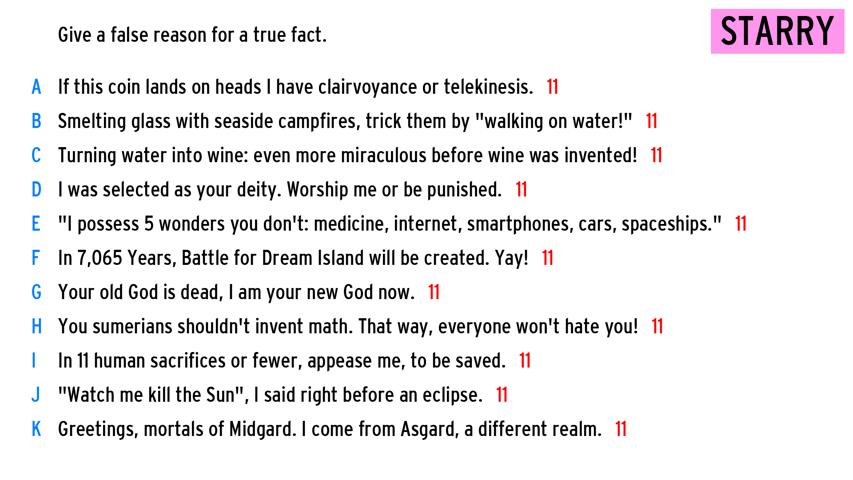 Give a false reason for a true fact.
STARRY
A If this coin lands on heads I have clairvoyance or telekinesis. 11
B Smelting glass with seaside campfires, trick them by "walking on water!" 11
C Turning water into wine: even more miraculous before wine was invented! 11
D I was selected as your deity. Worship me or be punished. 11
E "I possess 5 wonders you don't: medicine, internet, smartphones, cars, spaceships." 11
F In 7,065 Years, Battle for Dream Island will be created. Yay! 11
G Your old God is dead, I am your new God now. 11
H You sumerians shouldn't invent math. That way, everyone won't hate you! 11
I In 11 human sacrifices or fewer, appease me, to be saved. 11
J "Watch me kill the Sun", I said right before an eclipse. 11
K Greetings, mortals of Midgard. I come from Asgard, a different realm. 11